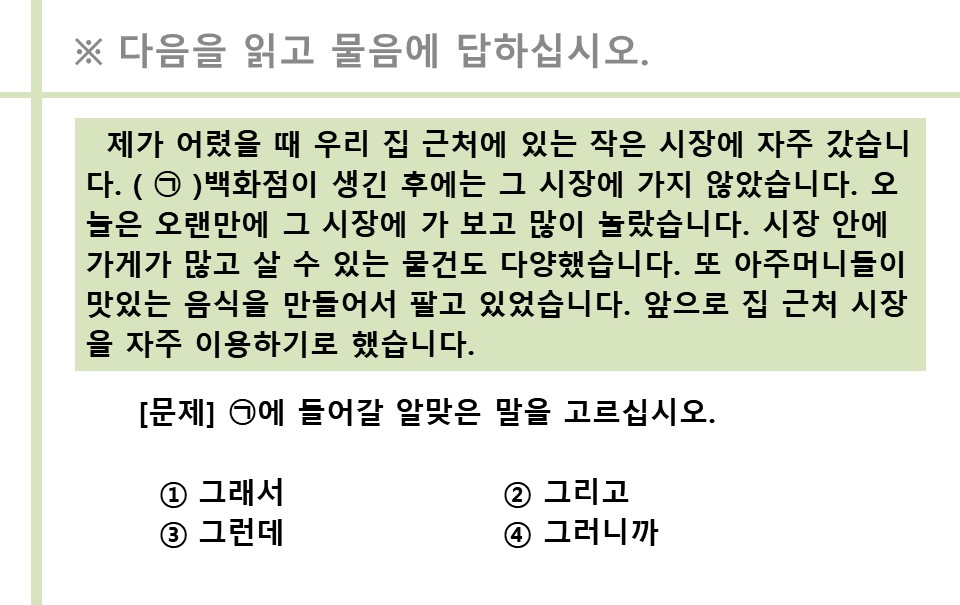 ※ 다음을 읽고 물음에 답하십시오.
제가 어렸을 때 우리 집 근처에 있는 작은 시장에 자주 갔습니
다. ( ㉠ )백화점이 생긴 후에는 그 시장에 가지 않았습니다. 오
늘은 오랜만에 그 시장에 가 보고 많이 놀랐습니다. 시장 안에
가게가 많고 살 수 있는 물건도 다양했습니다. 또 아주머니들이
맛있는 음식을 만들어서 팔고 있었습니다. 앞으로 집 근처 시장
을 자주 이용하기로 했습니다.
[문제] ㉠에 들어갈 알맞은 말을 고르십시오.
① 그래서 ② 그리고
③ 그런데 ④ 그러니까